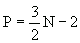 P = 3/2 N − 2